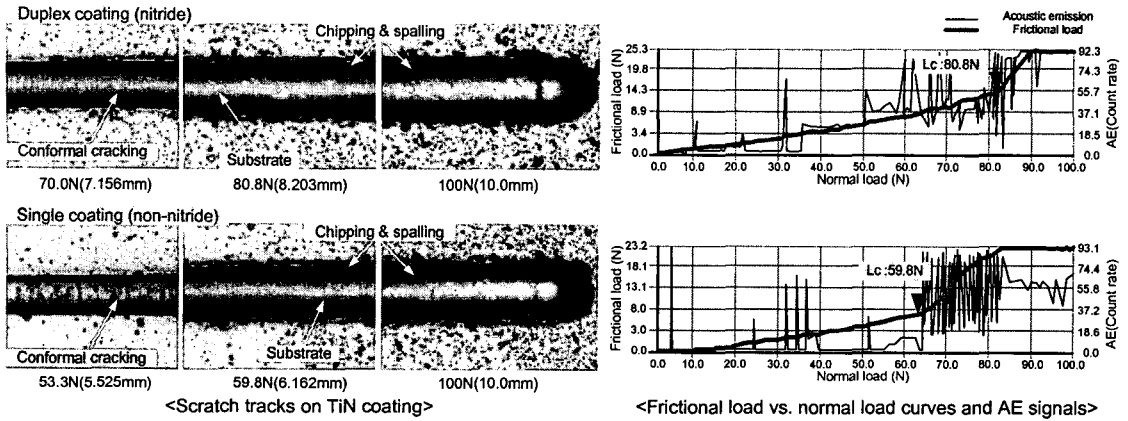 Duplex coating (nitride)
Chipping & spalling
Conformal cracking
Substrate
70.0N(7.156mm)
80.8N(8.203mm)
100N(10.0mm)
Single coating (non-nitride)
Chipping & spalling
Conformal cracking
Substrate
53.3N(5.525mm)
59.8N(6.162mm)
100N(10.0mm)
<Scratch tracks on TiN coating>
Acoustic emission
Frictional load
Frictional load (N)
25.3
19.8
14.3
8.9
3.4
0.0
Lc :80.8N
92.3
74.3
55.7
37.1
18.5
0.0
AE(Count rate)
0.0 10.0 20.0 30.0 40.0 50.0 60.0 70.0 80.0 90.0 100.0
Normal load (N)
Frictional load (N)
23.2
18.1
13.1
8.0
3.0
0.0
Lc :59.8N
93.1
74.4
55.8
37.2
18.6
0.0
AE(Count rate)
0.0 10.0 20.0 30.0 40.0 50.0 60.0 70.0 80.0 90.0 100.0
Normal load (N)
<Frictional load vs. normal load curves and AE signals>